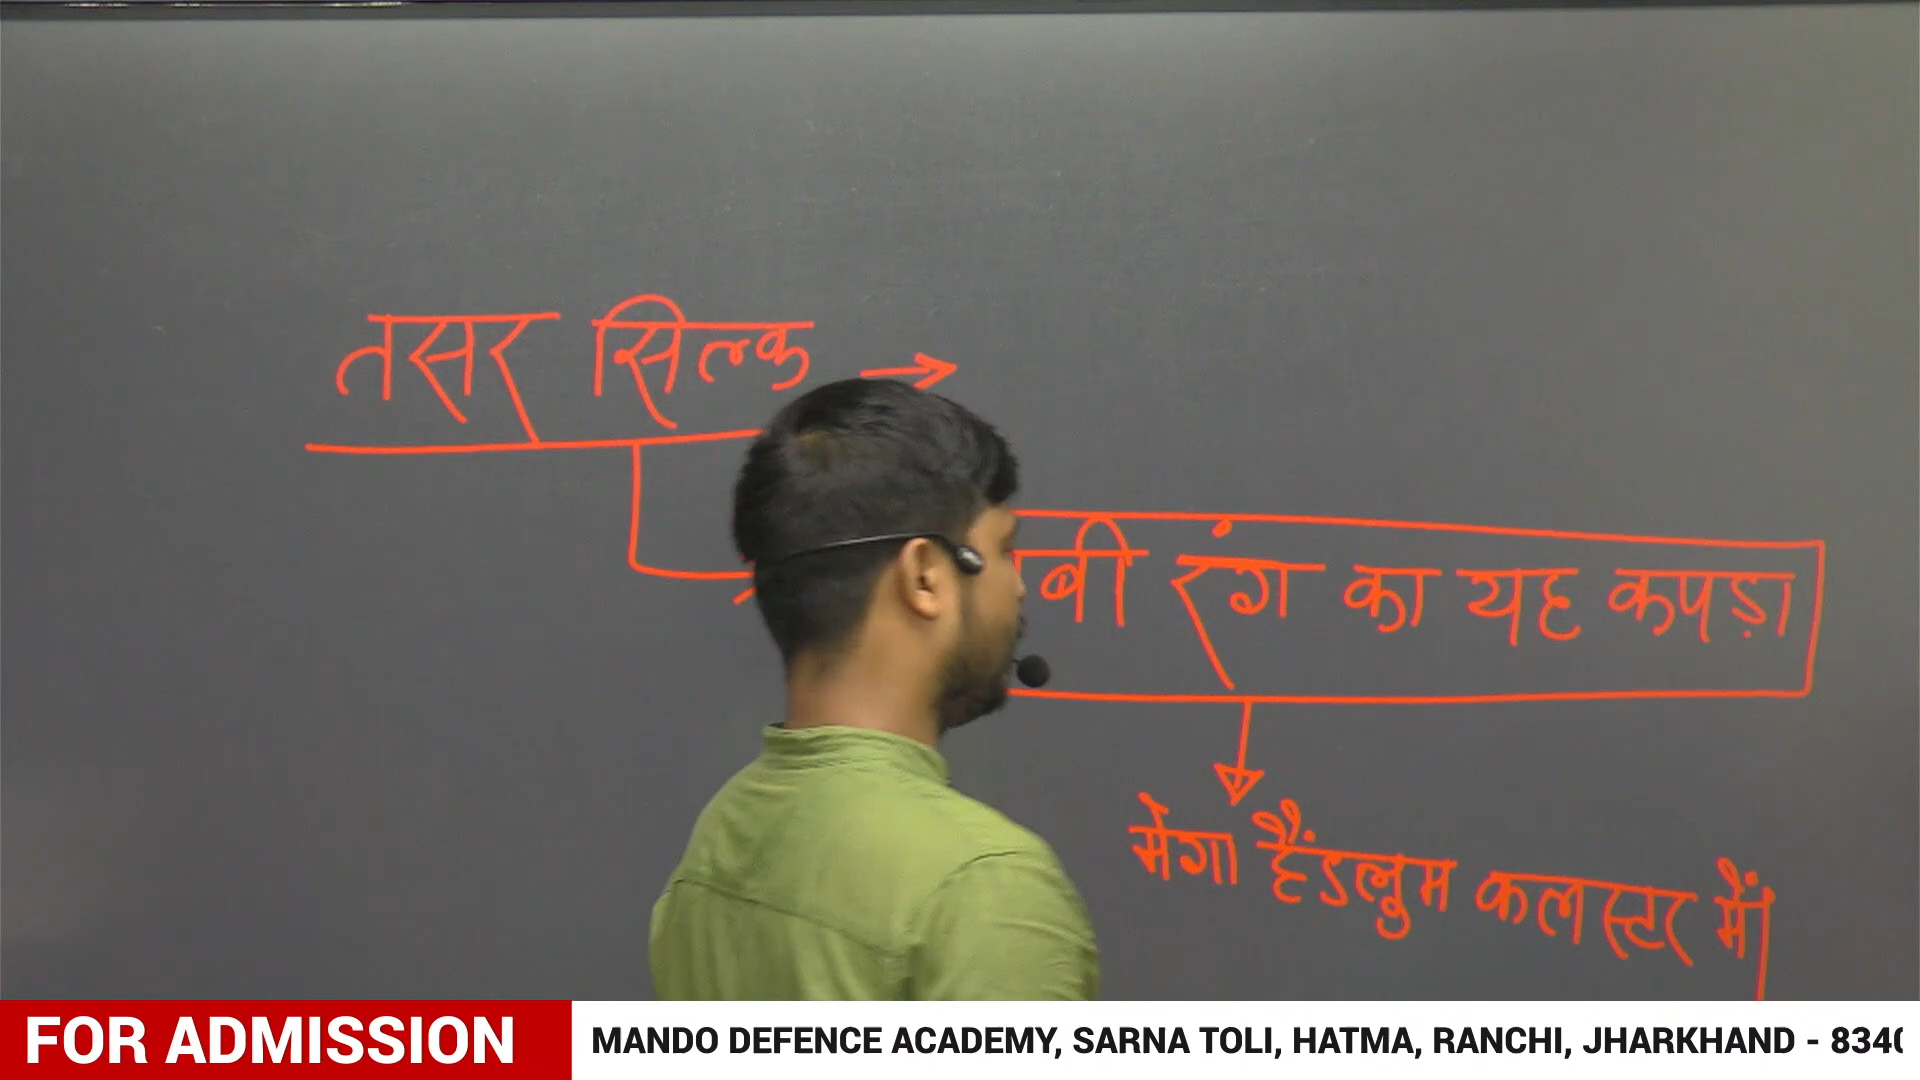 तसर सिल्क →
रंग का यह कपड़ा
मेगा हैंडलुम कलस्टर में।
FOR ADMISSION
MANDO DEFENCE ACADEMY, SARNA TOLI, HATMA, RANCHI, JHARKHAND - 834